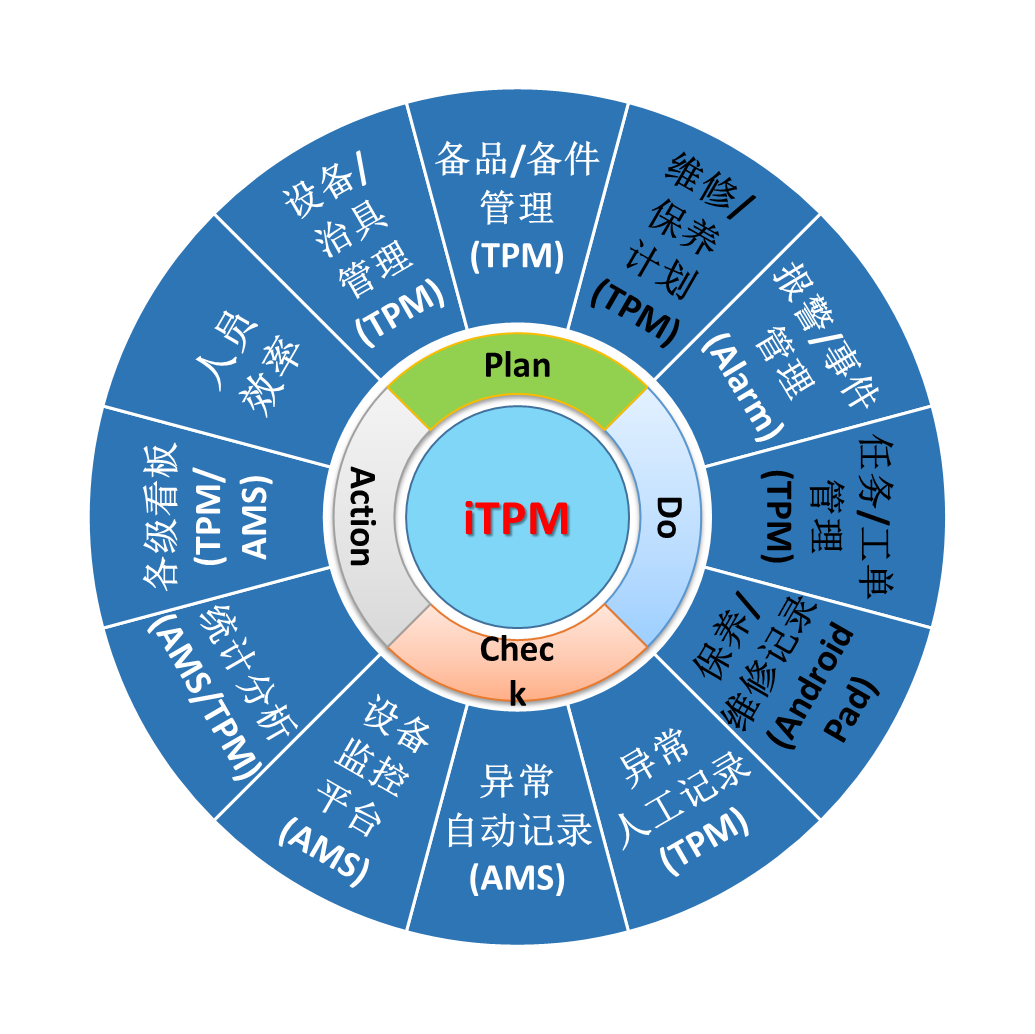 备品/备件
管理
(TPM)
维修/
保养
计划
(TPM)
报警/事件
管理
(Alarm)
任务/工单
管理
(TPM)
保养/
维修记录
(Android
Pad)
异常
人工记录
(TPM)
异常
自动记录
(AMS)
设备
监控
平台
(AMS)
统计分析
(AMS/TPM)
各级看板
(TPM/
AMS)
人员
效率
设备/
治具
管理
(TPM)
Plan
Do
Chec
k
Action
iTPM